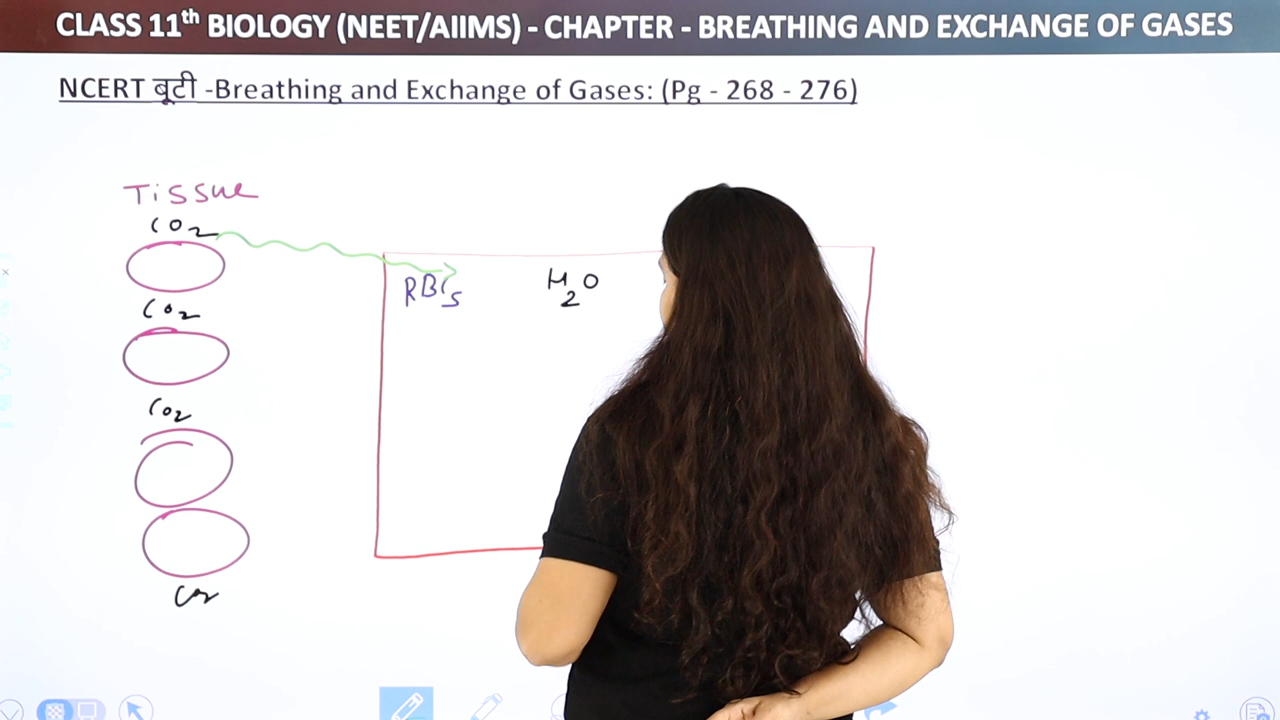 CLASS 11th BIOLOGY (NEET/AIIMS) - CHAPTER - BREATHING AND EXCHANGE OF GASES
NCERT बूटी -Breathing and Exchange of Gases: (Pg - 268 - 276)
Tissue
CO2
RBCs
H2O
CO2
CO2
CO2